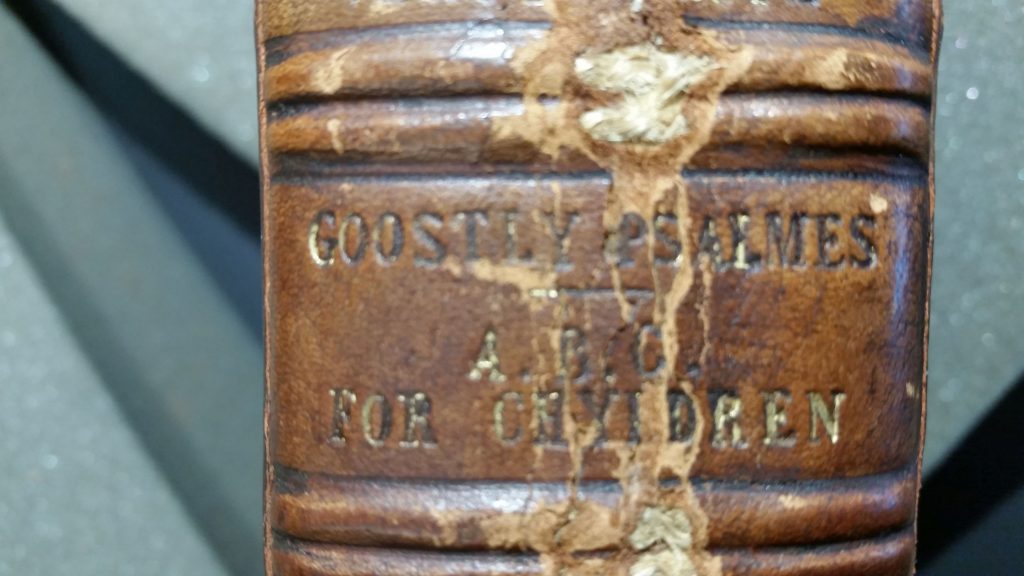 GOOSTLY PSALMES
A. B. C.
FOR CHYLDREN